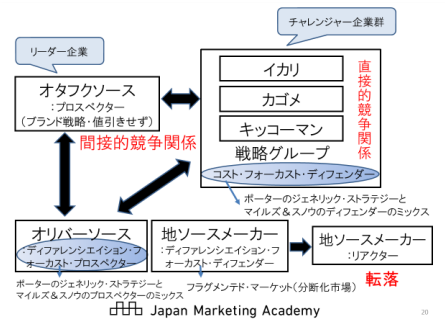 チャレンジャー企業群
リーダー企業
オタフクソース
:プロスペクター
(ブランド戦略・値引きせず)
イカリ
カゴメ
キッコーマン
戦略グループ
コスト・フォーカスト・ディフェンダー
直接的競争関係
間接的競争関係
ポーターのジェネリック・ストラテジーと
マイルズ&スノウのディフェンダーのミックス
オリバーソース
:ディファレンシエイション・フ
ォーカスト・プロスペクター
地ソースメーカー
:ディファレンシエイション・フ
ォーカスト・ディフェンダー
地ソースメーカー
:リアクター
転落
ポーターのジェネリック・ストラテジーと
マイルズ&スノウのプロスペクターのミックス
フラグメンテド・マーケット(分断化市場)
Japan Marketing Academy
20